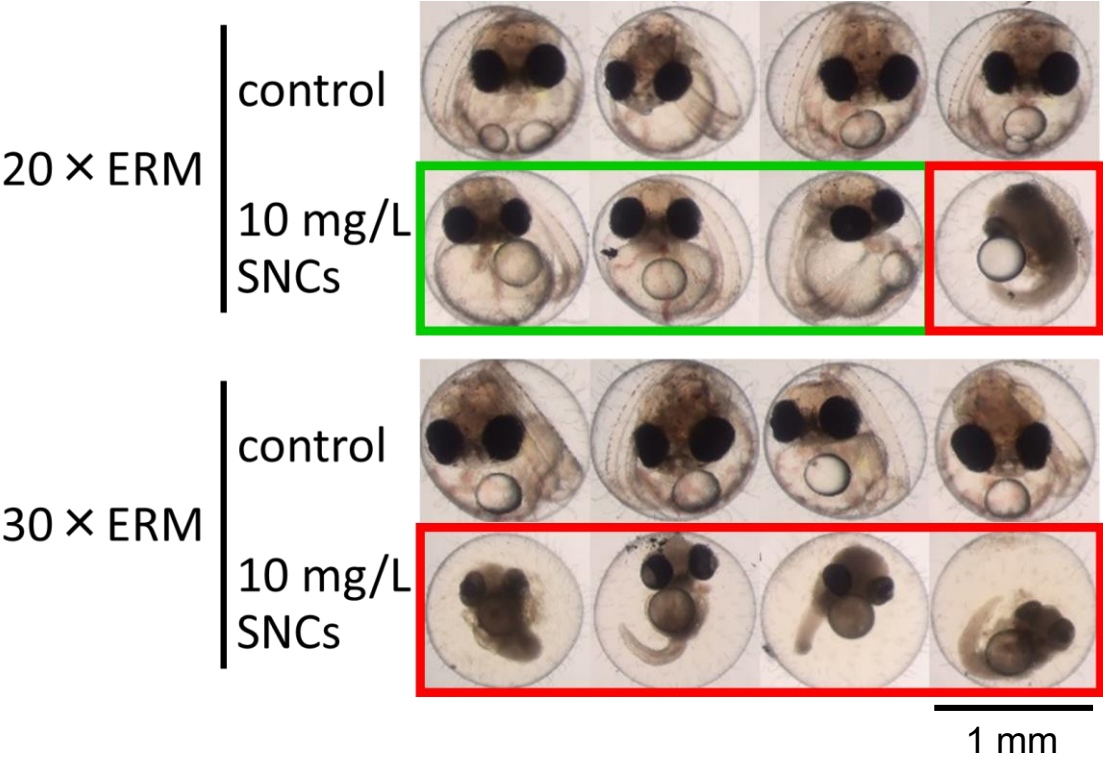 control
20 × ERM
10 mg/L
SNCs
control
30 × ERM
10 mg/L
SNCs
1 mm